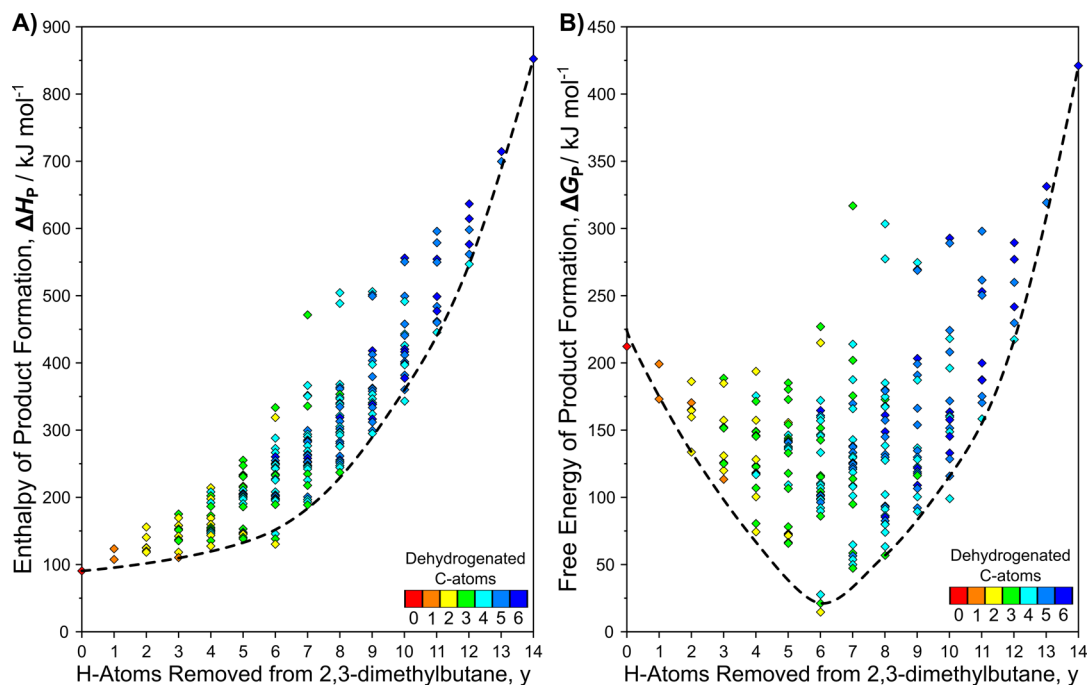 A)
900
800
700
600
500
400
300
200
100
0
Enthalpy of Product Formation, ΔH_P / kJ mol⁻¹
0 1 2 3 4 5 6 7 8 9 10 11 12 13 14
H-Atoms Removed from 2,3-dimethylbutane, y
Dehydrogenated
C-atoms
0 1 2 3 4 5 6
B)
450
400
350
300
250
200
150
100
50
0
Free Energy of Product Formation, ΔG_P / kJ mol⁻¹
0 1 2 3 4 5 6 7 8 9 10 11 12 13 14
H-Atoms Removed from 2,3-dimethylbutane, y
Dehydrogenated
C-atoms
0 1 2 3 4 5 6